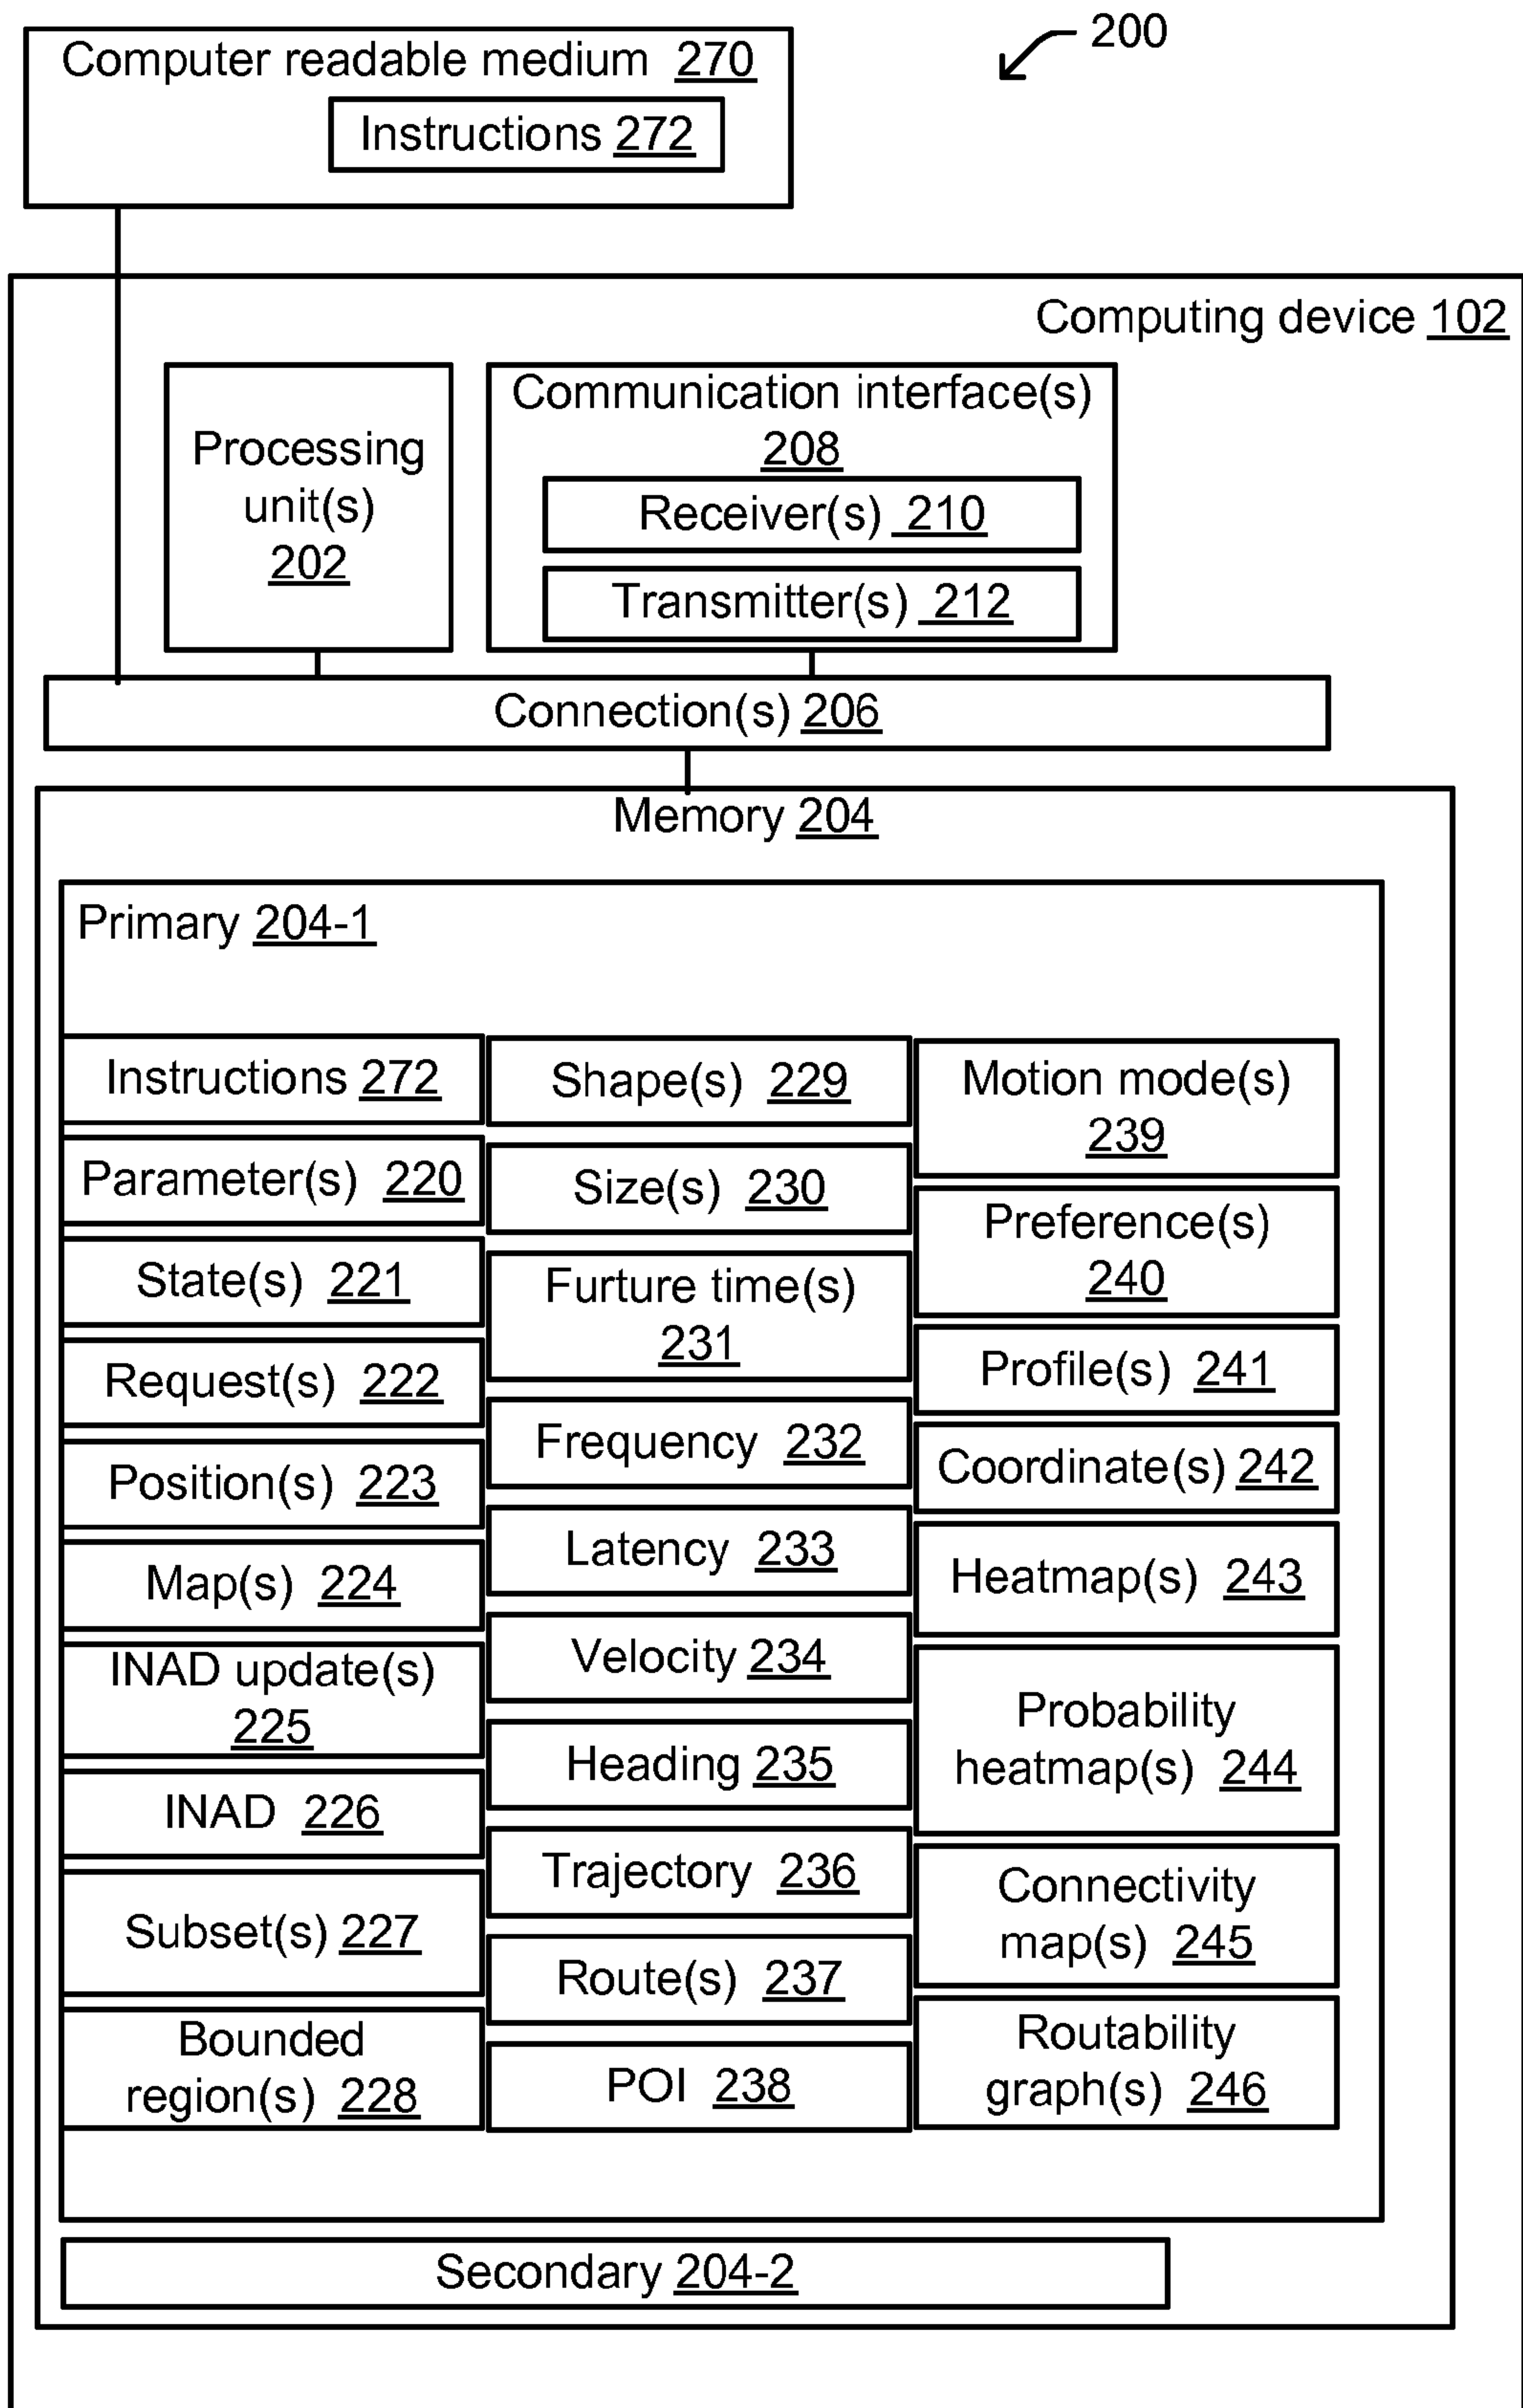 200
Computer readable medium 270
Instructions 272
Computing device 102
Processing
unit(s)
202
Communication interface(s)
208
Receiver(s) 210
Transmitter(s) 212
Connection(s) 206
Memory 204
Primary 204-1
Instructions 272
Parameter(s) 220
State(s) 221
Request(s) 222
Position(s) 223
Map(s) 224
INAD update(s)
225
INAD 226
Subset(s) 227
Bounded
region(s) 228
Shape(s) 229
Size(s) 230
Furture time(s)
231
Frequency 232
Latency 233
Velocity 234
Heading 235
Trajectory 236
Route(s) 237
POI 238
Motion mode(s)
239
Preference(s)
240
Profile(s) 241
Coordinate(s) 242
Heatmap(s) 243
Probability
heatmap(s) 244
Connectivity
map(s) 245
Routability
graph(s) 246
Secondary 204-2